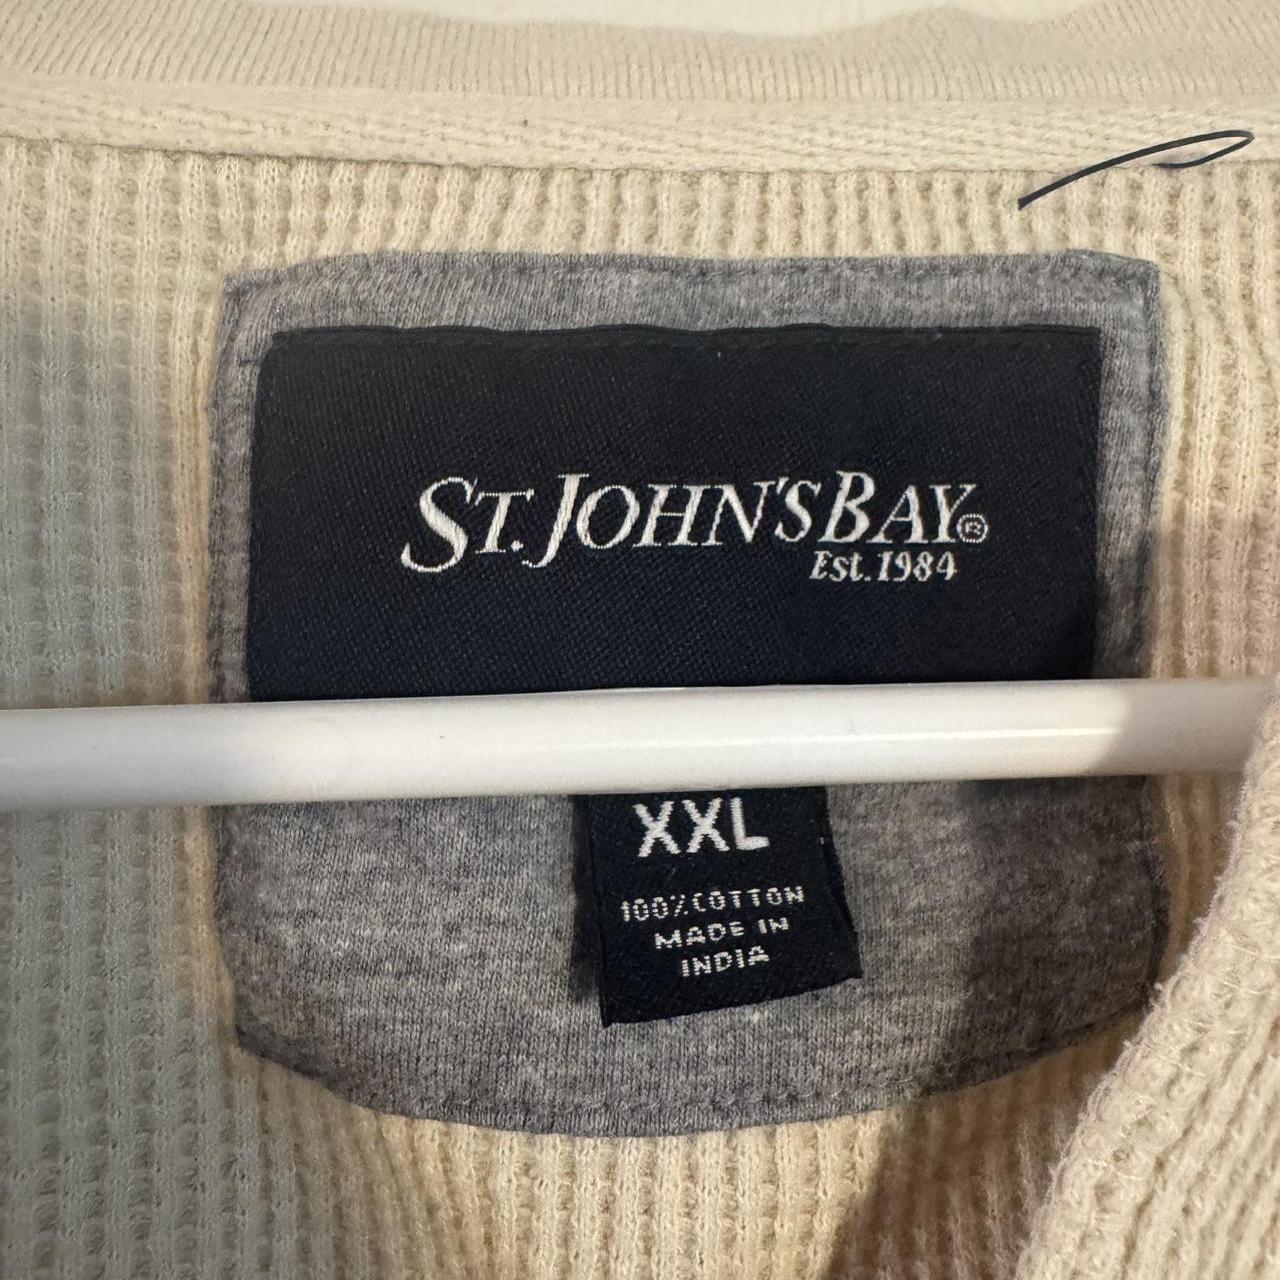 ST. JOHN'S BAY®
Est. 1984
XXL
100% COTTON
MADE IN
INDIA